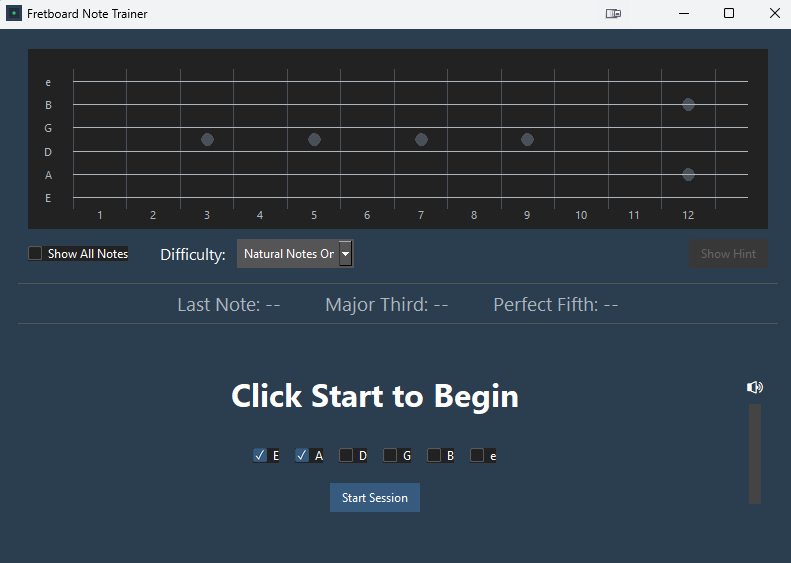 Fretboard Note Trainer
e
B
G
D
A
E
1 2 3 4 5 6 7 8 9 10 11 12
Show All Notes Difficulty: Natural Notes Or Show Hint
Last Note: -- Major Third: -- Perfect Fifth: --
Click Start to Begin
E A D G B e
Start Session